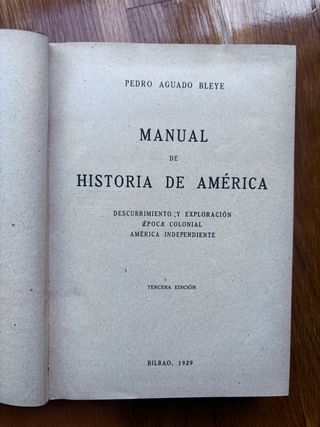 PEDRO AGUADO BLEYE
MANUAL
DE
HISTORIA DE AMÉRICA
DESCUBRIMIENTO Y EXPLORACIÓN
ÉPOCA COLONIAL
AMÉRICA INDEPENDIENTE
TERCERA EDICIÓN
BILBAO, 1929